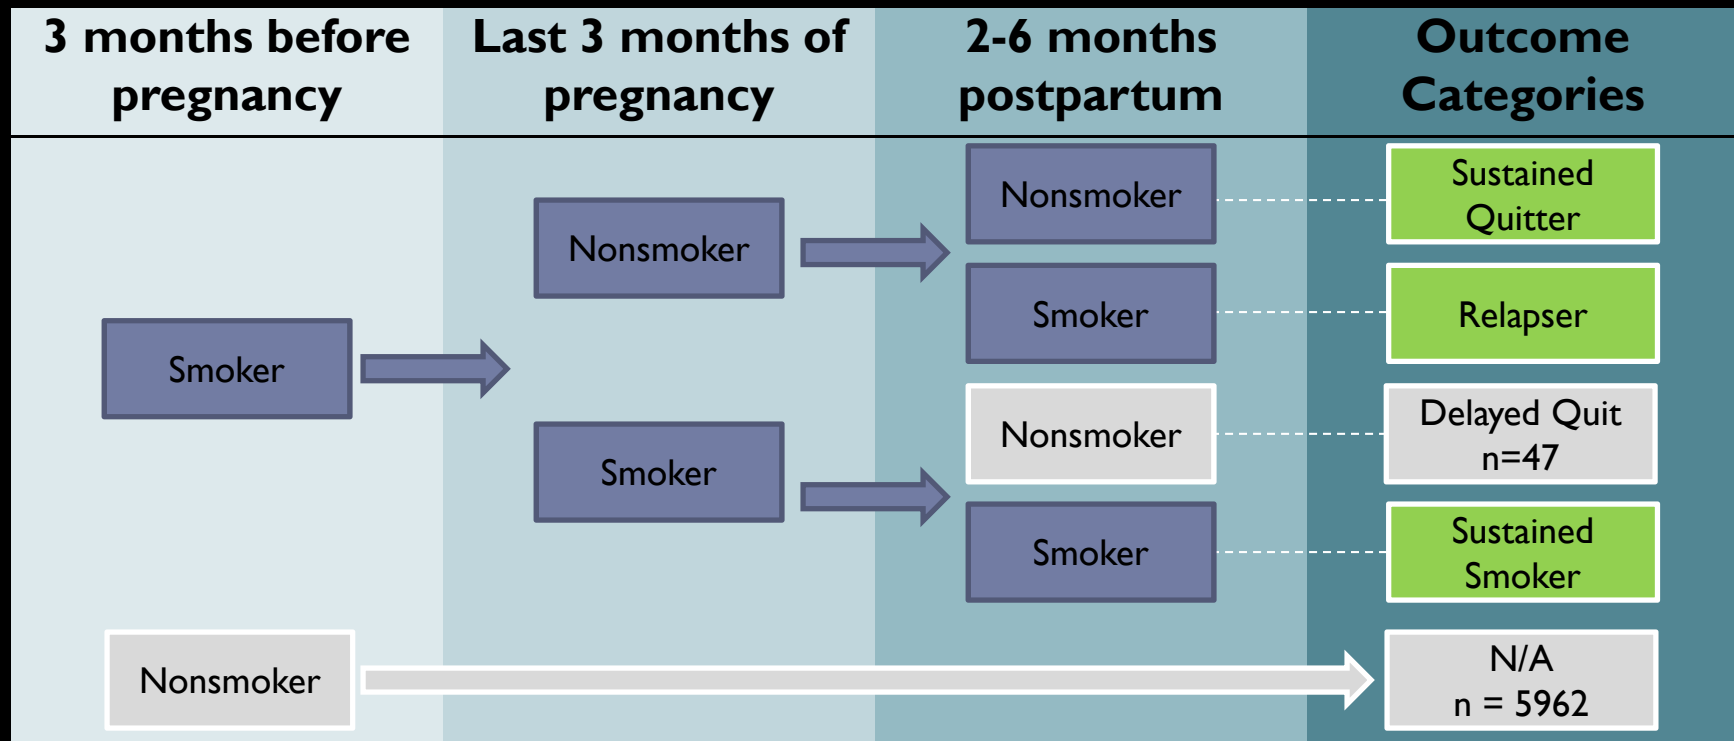 3 months before
pregnancy
Last 3 months of
pregnancy
2-6 months
postpartum
Outcome
Categories
Smoker
Nonsmoker
Nonsmoker
Smoker
Nonsmoker
Smoker
Nonsmoker
Smoker
Sustained
Quitter
Relapser
Delayed Quit
n=47
Sustained
Smoker
N/A
n = 5962